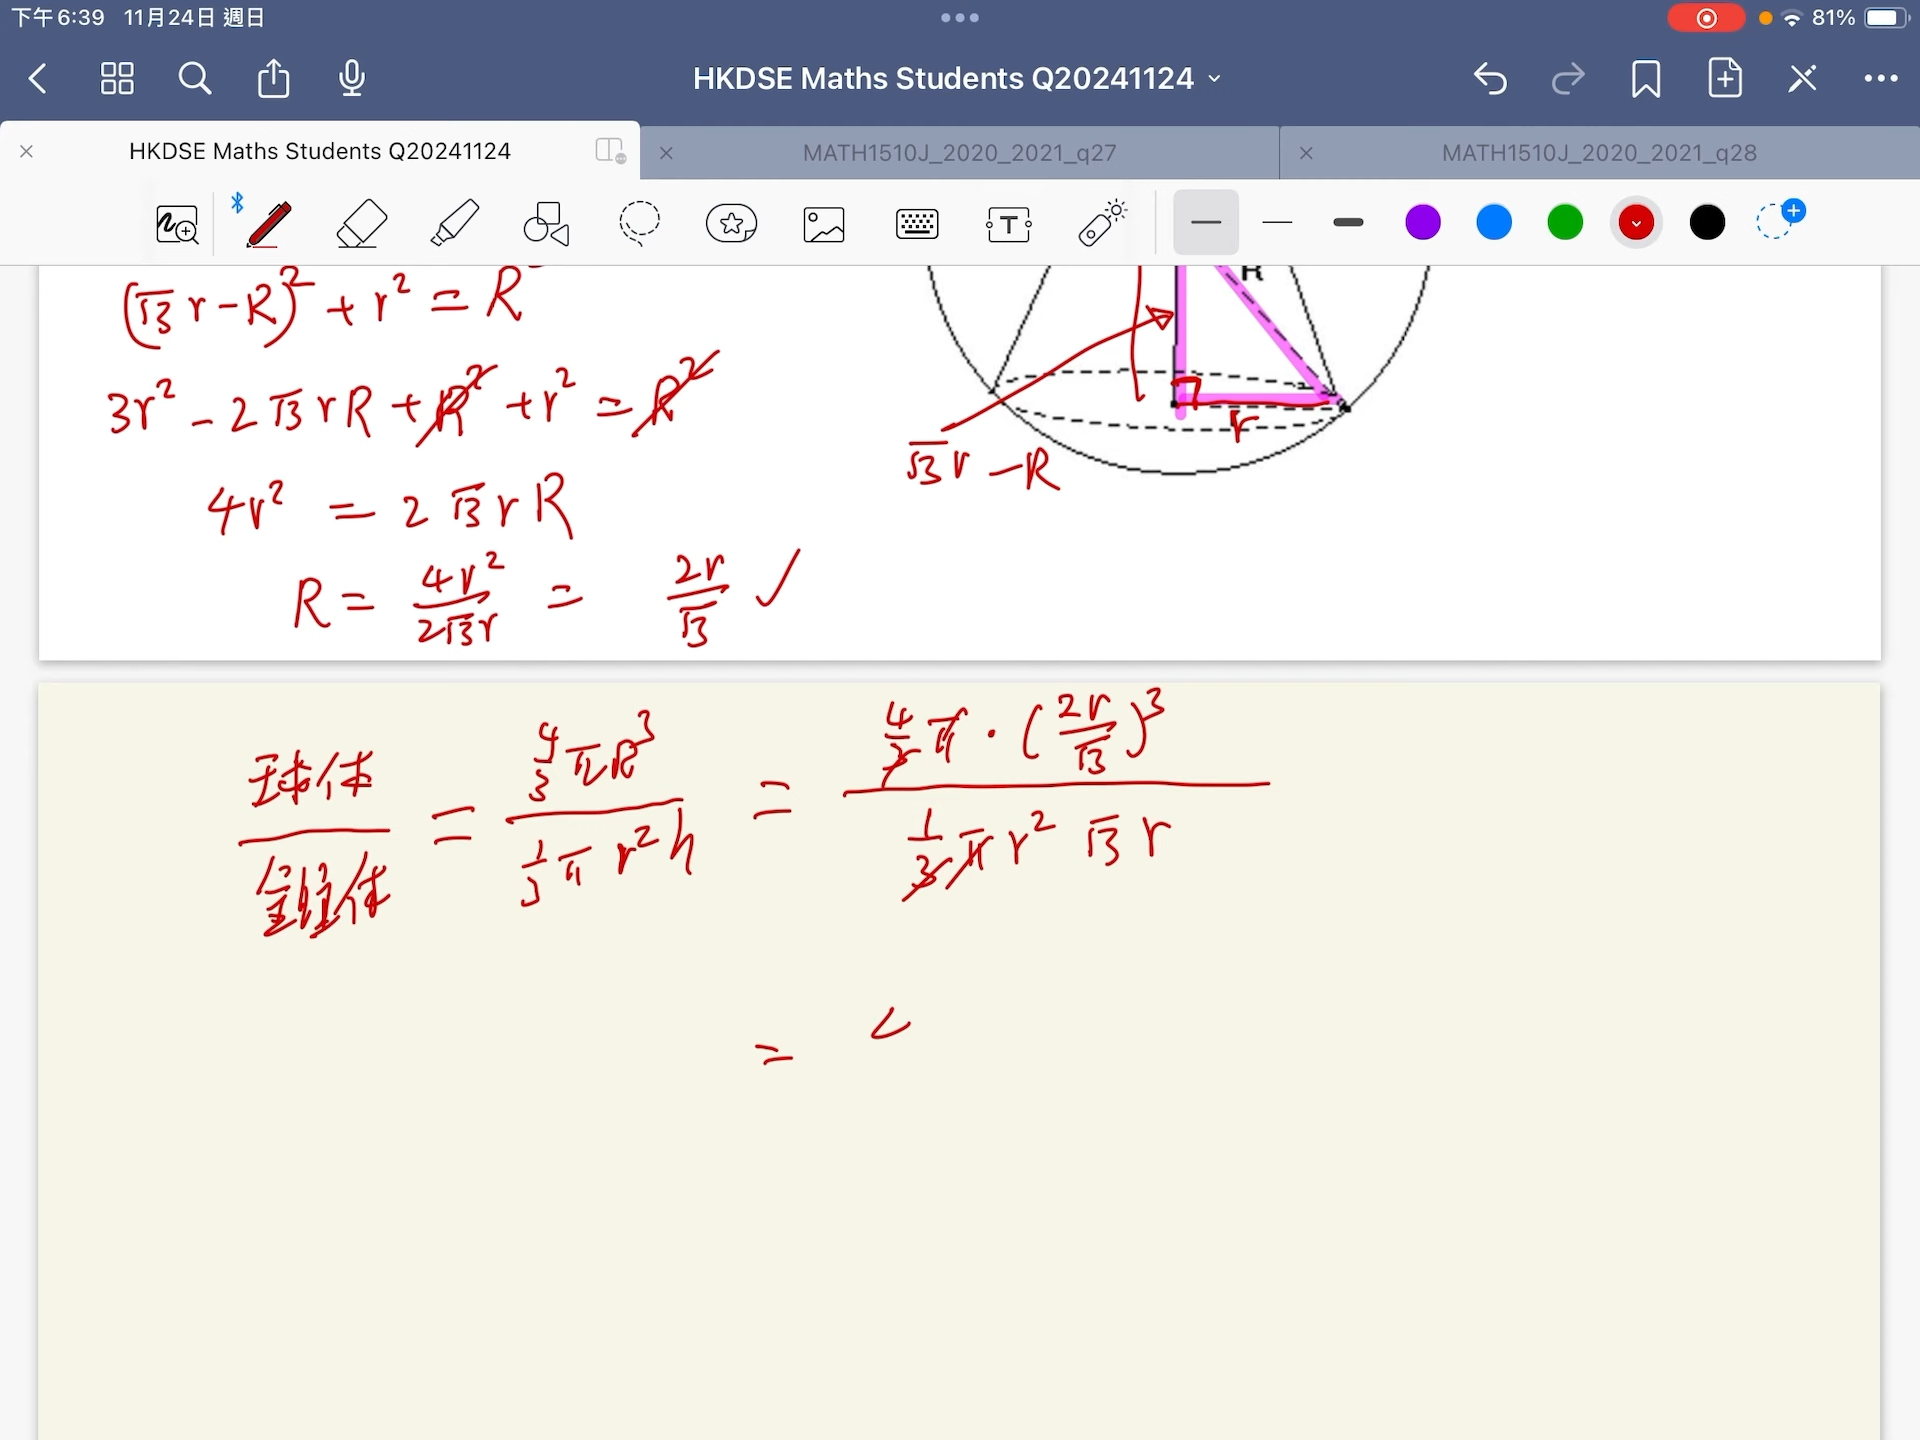 下午6:39 11月24日 週日
81%
HKDSE Maths Students Q20241124
HKDSE Maths Students Q20241124
MATH1510J_2020_2021_q27
MATH1510J_2020_2021_q28
T
(√3 r - R)² + r² = R²
R
3r² - 2√3 rR + R² + r² = R²
r
√3 r - R
4r² = 2√3 rR
R = 4r²/2√3r = 2r/√3 ✓
球体/錐体 = 4/3 πR³ / 1/3 π r²h = 4/3 π · (2r/√3)³ / 1/3 π r² √3 r
=